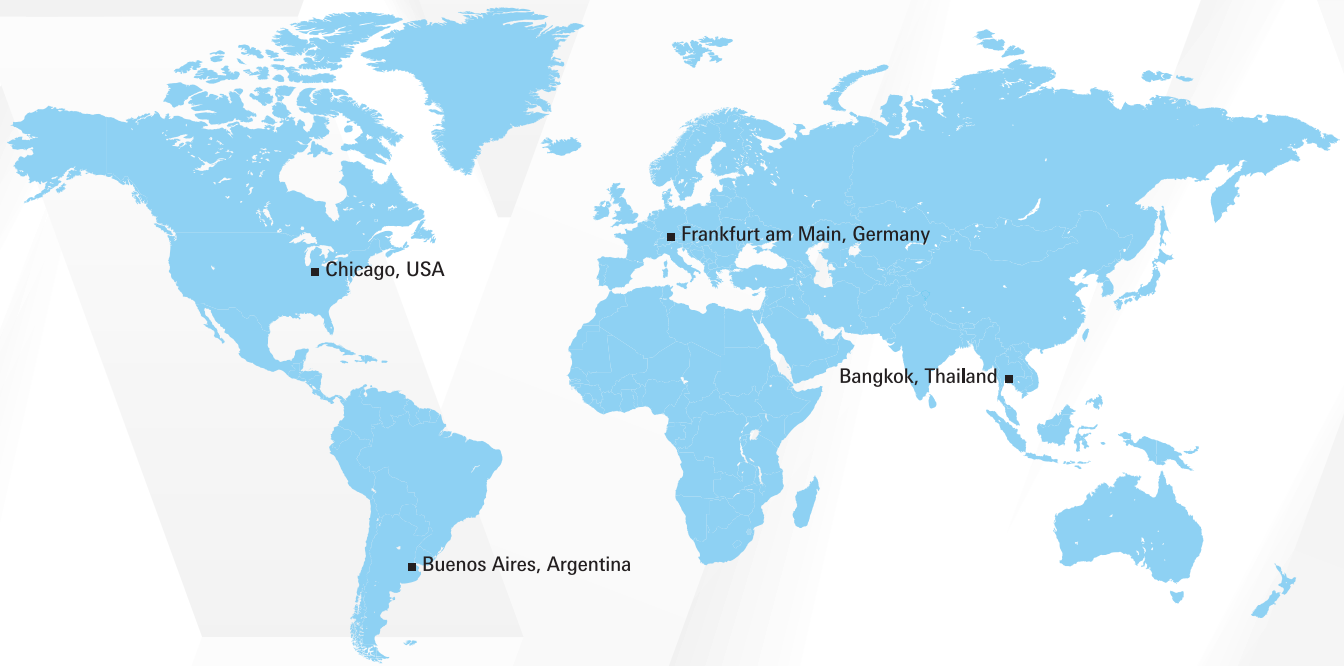 Frankfurt am Main, Germany
Chicago, USA
Bangkok, Thailand
Buenos Aires, Argentina